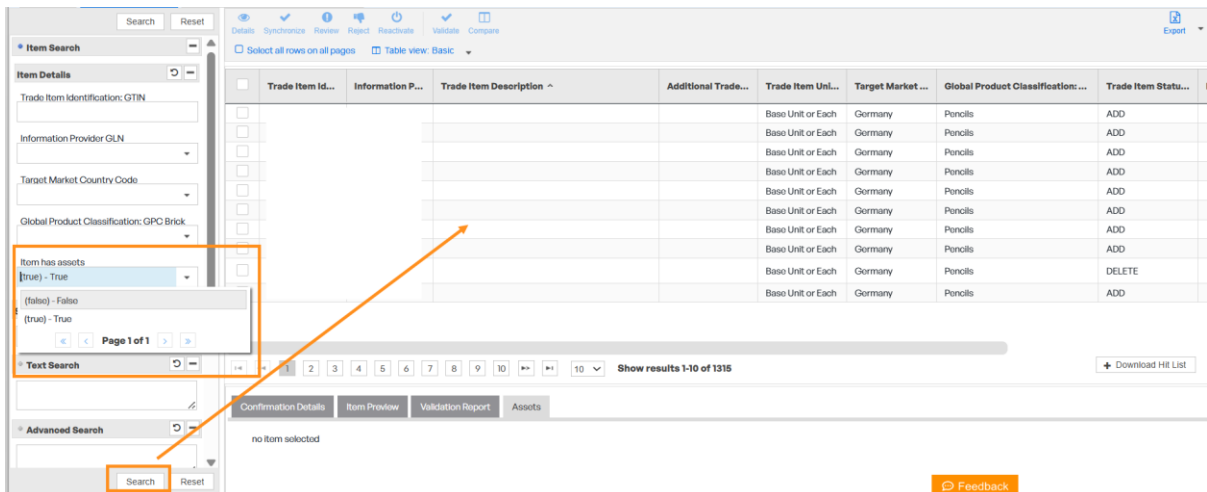 Search Reset
Item Search
Item Details
Trade Item Identification: GTIN
Information Provider GLN
Target Market Country Code
Global Product Classification: GPC Brick
Item has assets
(true) - True
(false) - False
(true) - True
Page 1 of 1
Text Search
Advanced Search
Search Reset
Details Synchronize Review Reject Reactivate Validate Compare
Export
Select all rows on all pages Table view: Basic
Trade Item Id... Information P... Trade Item Description Additional Trade... Trade Item Uni... Target Market ... Global Product Classification: ... Trade Item Statu...
Base Unit or Each Germany Pencils ADD
Base Unit or Each Germany Pencils ADD
Base Unit or Each Germany Pencils ADD
Base Unit or Each Germany Pencils ADD
Base Unit or Each Germany Pencils ADD
Base Unit or Each Germany Pencils ADD
Base Unit or Each Germany Pencils ADD
Base Unit or Each Germany Pencils ADD
Base Unit or Each Germany Pencils DELETE
Base Unit or Each Germany Pencils ADD
1 2 3 4 5 6 7 8 9 10 10 Show results 1-10 of 1315
+ Download Hit List
Confirmation Details Item Preview Validation Report Assets
no item selected
Feedback